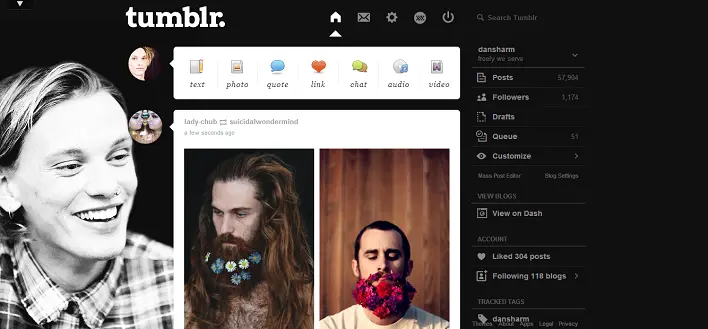 tumblr.
Search Tumblr
text photo quote link chat audio video
lady-chub suicidalwondermind
a few seconds ago
dansharm
freely we serve
Posts 57,904
Followers 1,174
Drafts
Queue 51
Customize
Mass Post Editor Blog Settings
VIEW BLOGS
View on Dash
ACCOUNT
Liked 304 posts
Following 118 blogs
TRACKED TAGS
dansharm
Themes About Apps Legal Privacy